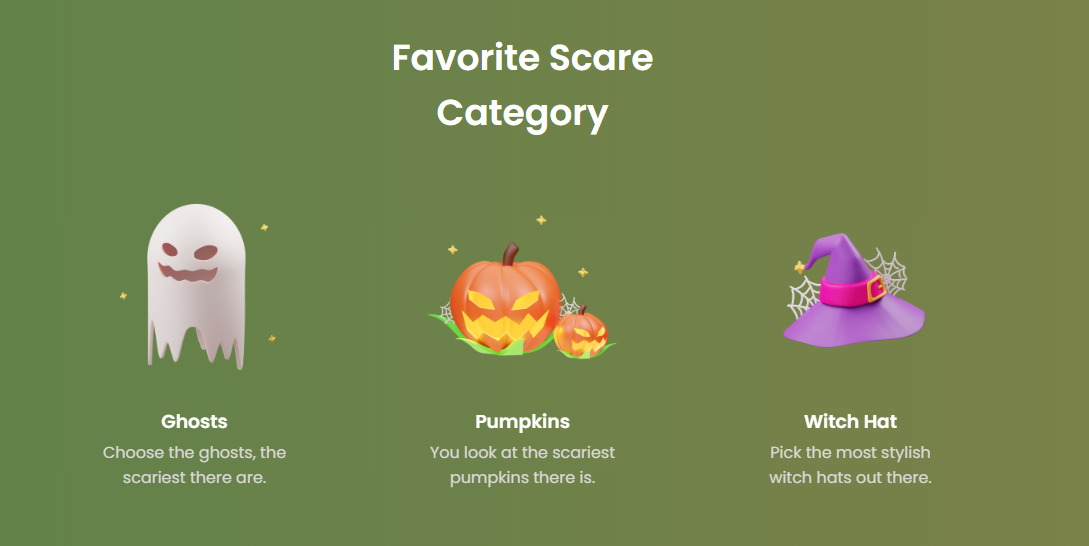 Favorite Scare
Category
Ghosts
Choose the ghosts, the
scariest there are.
Pumpkins
You look at the scariest
pumpkins there is.
Witch Hat
Pick the most stylish
witch hats out there.